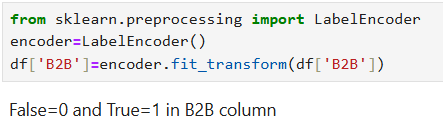 from sklearn.preprocessing import LabelEncoder
encoder=LabelEncoder()
df['B2B']=encoder.fit_transform(df['B2B'])
False=0 and True=1 in B2B column